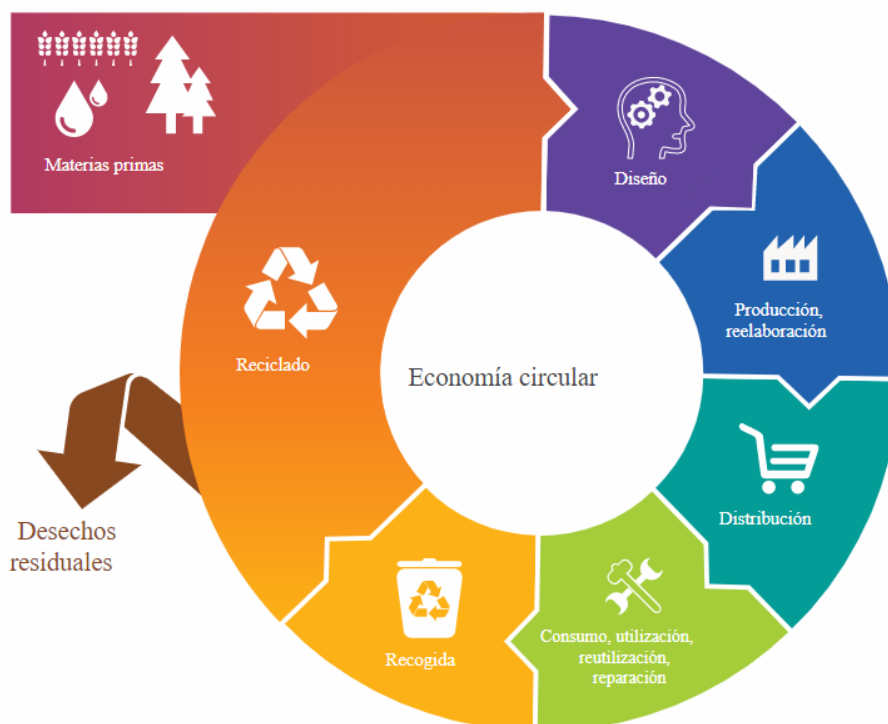 Materias primas
Diseño
Producción,
reelaboración
Reciclado
Economía circular
Distribución
Desechos
residuales
Consumo, utilización,
reutilización,
reparación
Recogida